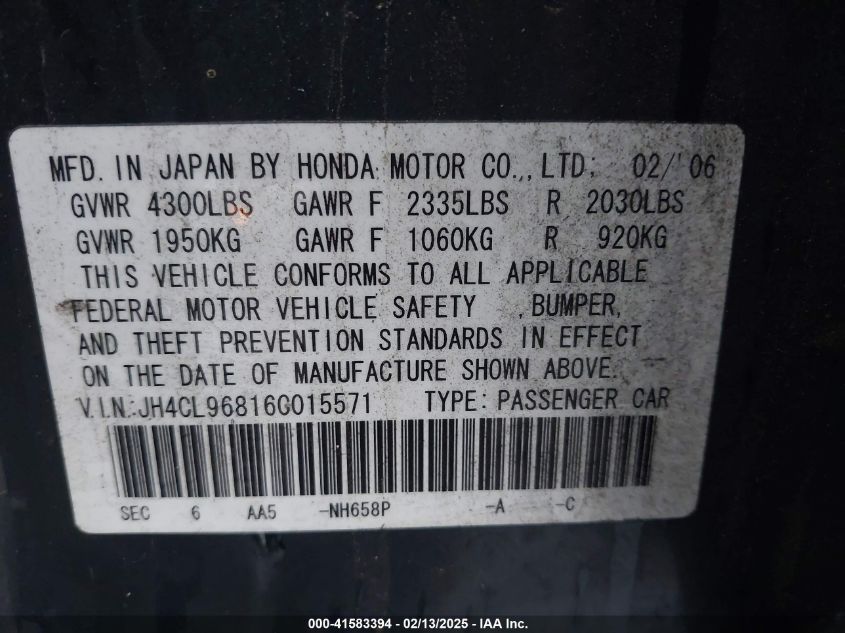 MFD. IN JAPAN BY HONDA MOTOR CO., LTD. 02/'06
GVWR 4300LBS GAWR F 2335LBS R 2030LBS
GVWR 1950KG GAWR F 1060KG R 920KG
THIS VEHICLE CONFORMS TO ALL APPLICABLE
FEDERAL MOTOR VEHICLE SAFETY , BUMPER,
AND THEFT PREVENTION STANDARDS IN EFFECT
ON THE DATE OF MANUFACTURE SHOWN ABOVE.
V.I.N.:JH4CL96816C015571 TYPE: PASSENGER CAR
SEC 6 AA5 -NH658P -A -C
000-41583394 - 02/13/2025 - IAA Inc.